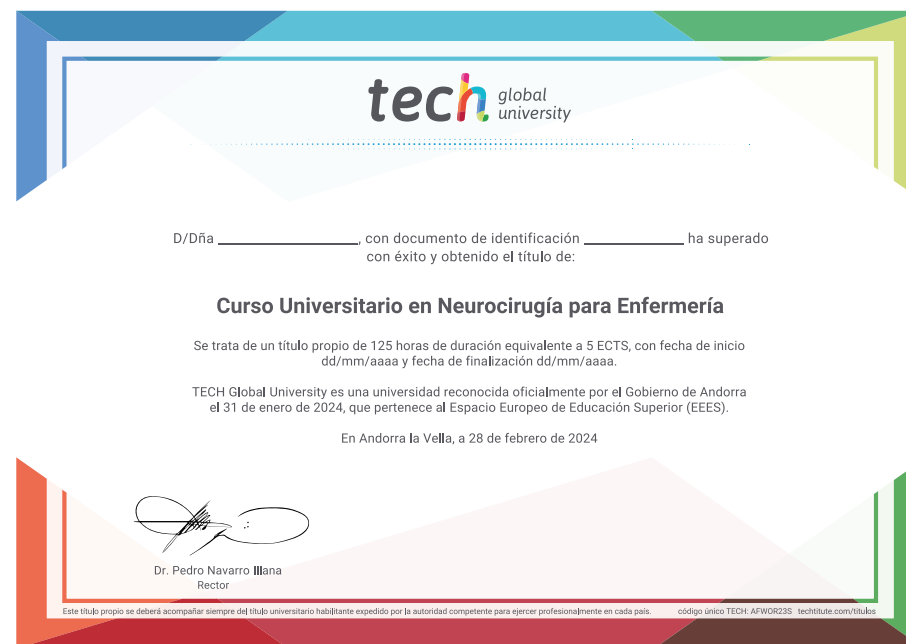 tech global university
D/Dña ____________________, con documento de identificación ______________ ha superado
con éxito y obtenido el título de:
Curso Universitario en Neurocirugía para Enfermería
Se trata de un título propio de 125 horas de duración equivalente a 5 ECTS, con fecha de inicio
dd/mm/aaaa y fecha de finalización dd/mm/aaaa.
TECH Global University es una universidad reconocida oficialmente por el Gobierno de Andorra
el 31 de enero de 2024, que pertenece al Espacio Europeo de Educación Superior (EEES).
En Andorra la Vella, a 28 de febrero de 2024
Dr. Pedro Navarro Illana
Rector
Este título propio se deberá acompañar siempre del título universitario habilitante expedido por la autoridad competente para ejercer profesionalmente en cada país. código único TECH: AFWOR23S techtitute.com/titulos